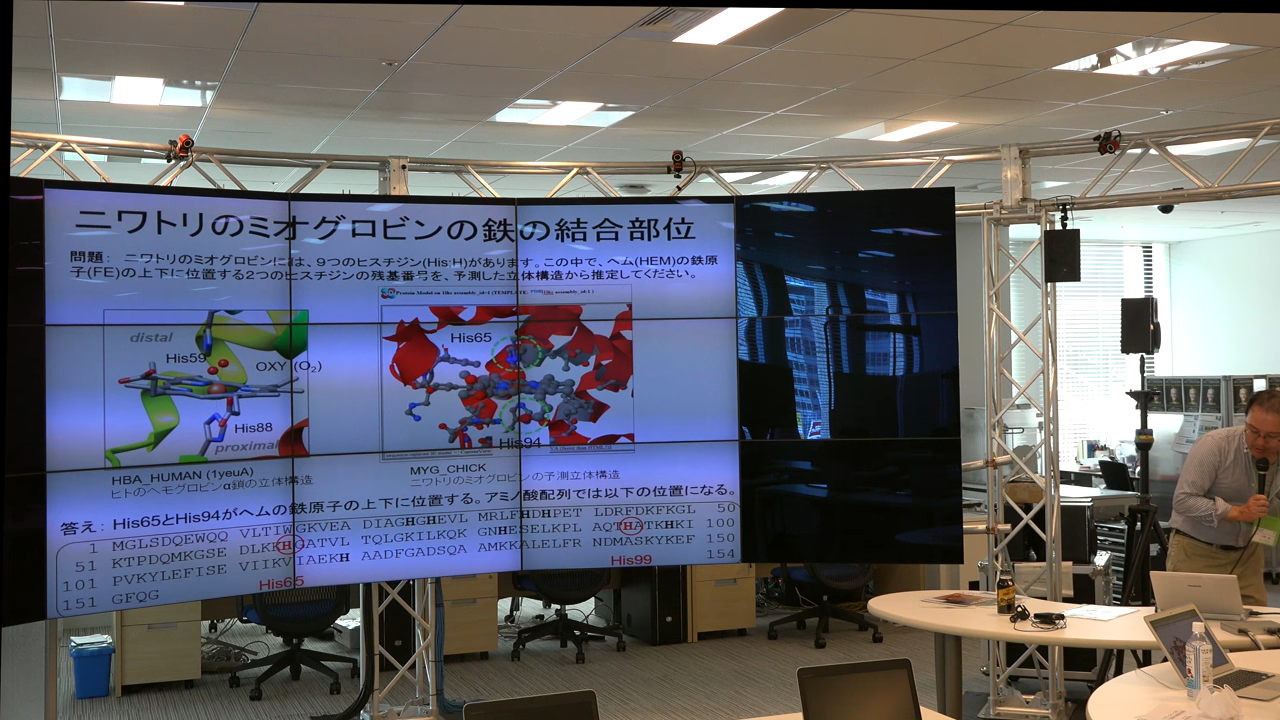 ニワトリのミオグロビンの鉄の結合部位
問題: ニワトリのミオグロビンには、9つのヒスチジン(H)があります。この中で、ヘム(HEM)の鉄原
子(FE)の上下に位置する2つのヒスチジンの残基番号を、予測した立体構造から推定してください。
distal
His59
OXY (O2)
His88
proximal
His65
His94
HBA_HUMAN (1yeuA)
ヒトのヘモグロビンα鎖の立体構造
MYG_CHICK
ニワトリのミオグロビンの予測立体構造
答え: His65とHis94がヘムの鉄原子の上下に位置する。アミノ酸配列では以下の位置になる。
1 MGLSDQEWQQ VLTIWGKVEA DIAGHGHEVL MRLFHDHPET LDRFDKFKGL 50
51 KTPDQMKGSE DLKKHGATVL TQLGKILKQK GNHESELKPL AQTHATKHKI 100
101 PVKYLEFISE VIIKVIAEKH AADFGADSQA AMKKALELFR NDMASKYKEF 150
151 GFQG 154
His65
His99